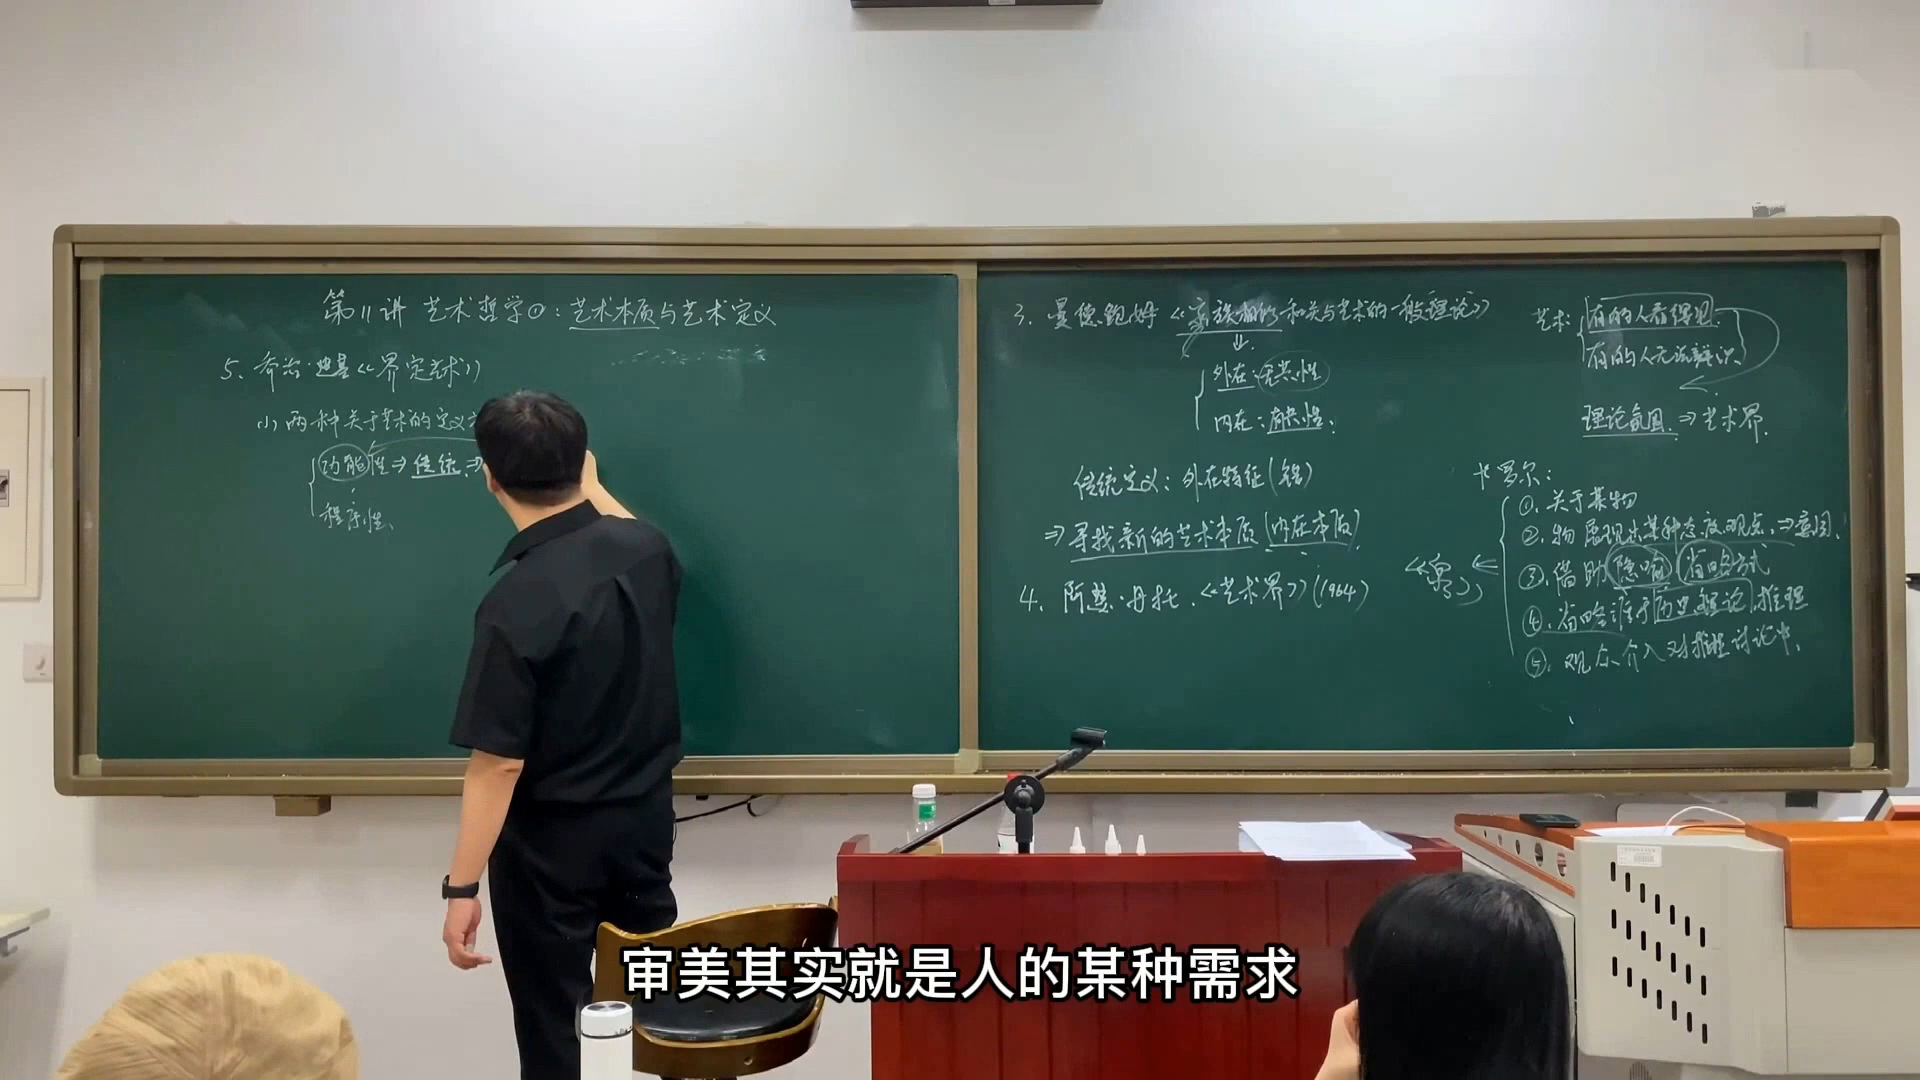 第11讲 艺术哲学①：艺术本质与艺术定义
5、乔治·迪基《界定艺术》
(1) 两种关于艺术的定义
功能性⇒传统⇒
程序性、
3、曼德鲍姆《家族相似和关与艺术的一般理论》
⇓
外在：无共性
内在：有共性．
传统定义：外在特征(
⇒寻找新的艺术本质(内在本质)
4、阿瑟·丹托．《艺术界》(1964)
艺术：有的人看得见
有的人无法辨识
理论氛围．⇒艺术界．
卡罗尔：
①．关于某物
②．物展现出某种态度观点．⇒意图．
③．借助隐喻 省略方式
④．省略 历史理论 推理
⑤．观众介入对 讨论中．
审美其实就是人的某种需求